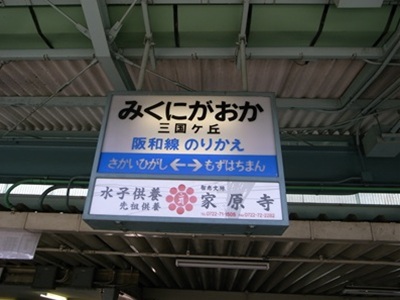 みくにがおか
三国ケ丘
阪和線 のりかえ
さかいひがし ←→ もずはちまん
水子供養
先祖供養
家原寺